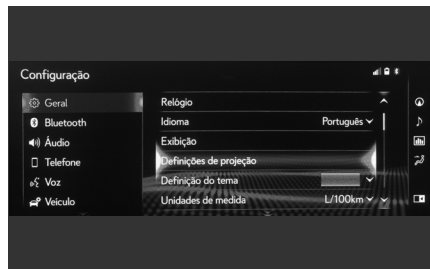 Configuração
Geral
Bluetooth
Áudio
Telefone
Voz
Veiculo
Relógio
Idioma Português
Exibição
Definições de projeção
Definição do tema
Unidades de medida L/100km